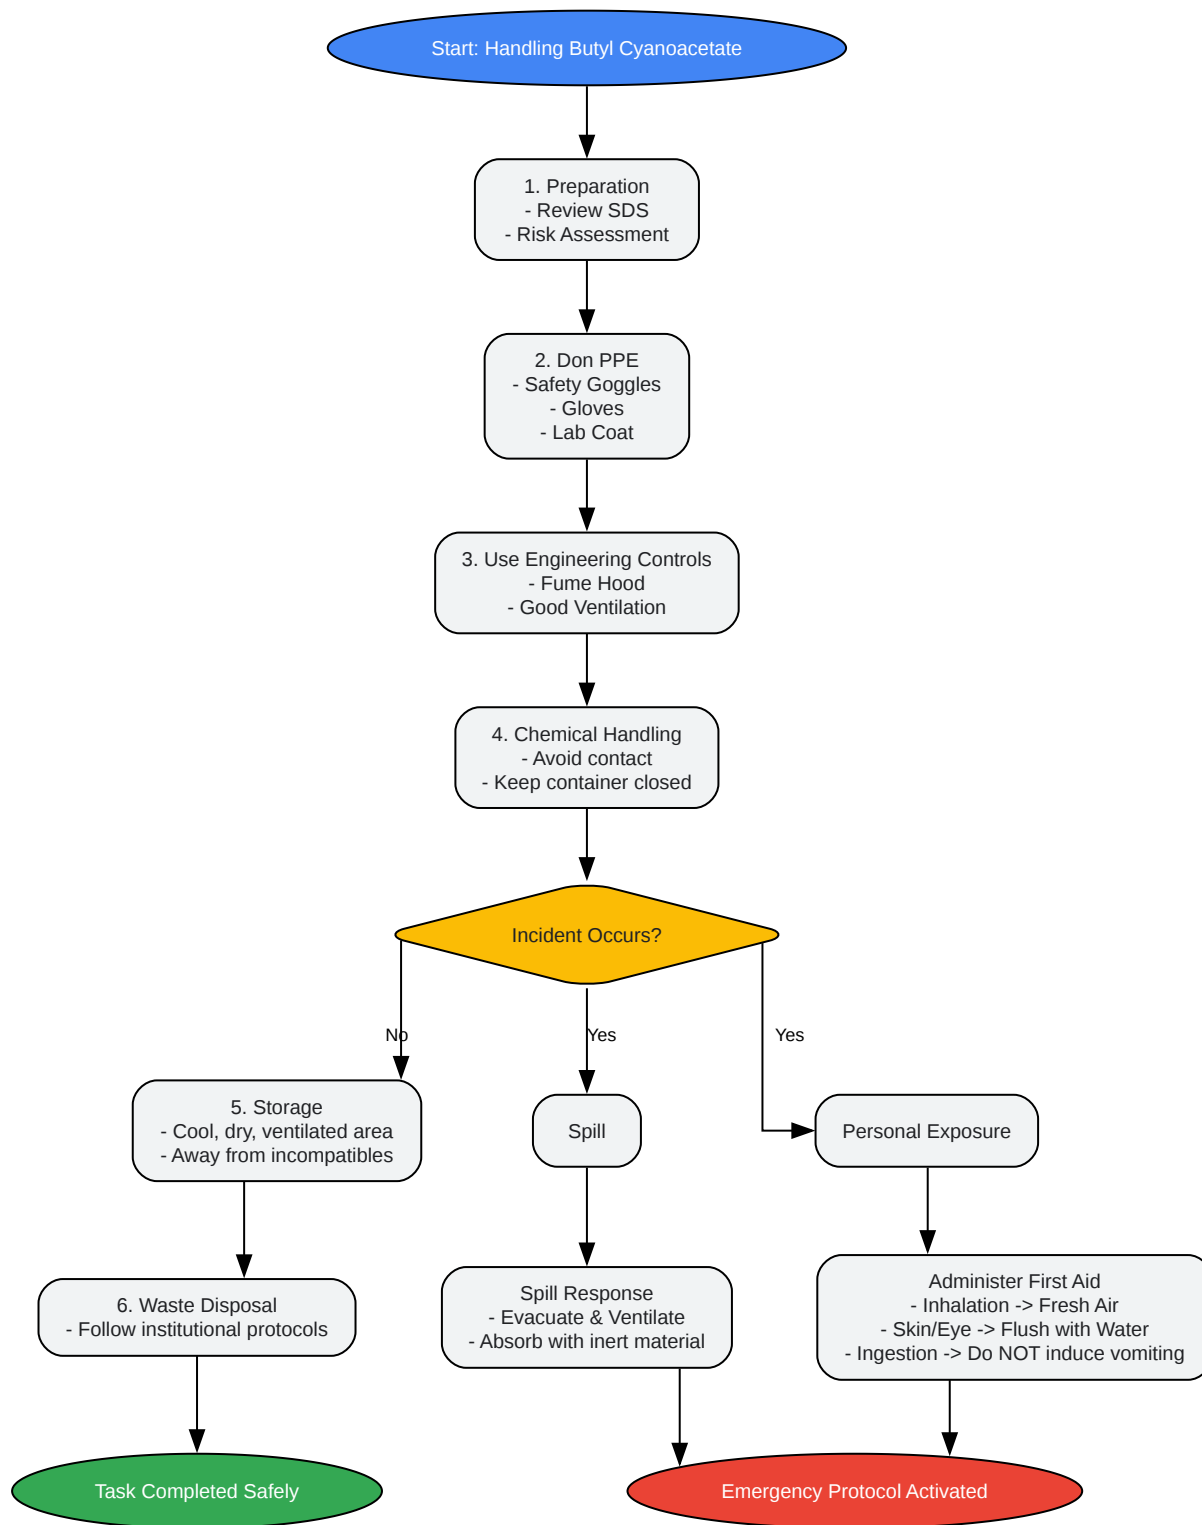 Start: Handling Butyl Cyanoacetate
1. Preparation
- Review SDS
- Risk Assessment
2. Don PPE
- Safety Goggles
- Gloves
- Lab Coat
3. Use Engineering Controls
- Fume Hood
- Good Ventilation
4. Chemical Handling
- Avoid contact
- Keep container closed
Incident Occurs?
No
Yes
Yes
5. Storage
- Cool, dry, ventilated area
- Away from incompatibles
Spill
Personal Exposure
6. Waste Disposal
- Follow institutional protocols
Spill Response
- Evacuate & Ventilate
- Absorb with inert material
Administer First Aid
- Inhalation -> Fresh Air
- Skin/Eye -> Flush with Water
- Ingestion -> Do NOT induce vomiting
Task Completed Safely
Emergency Protocol Activated